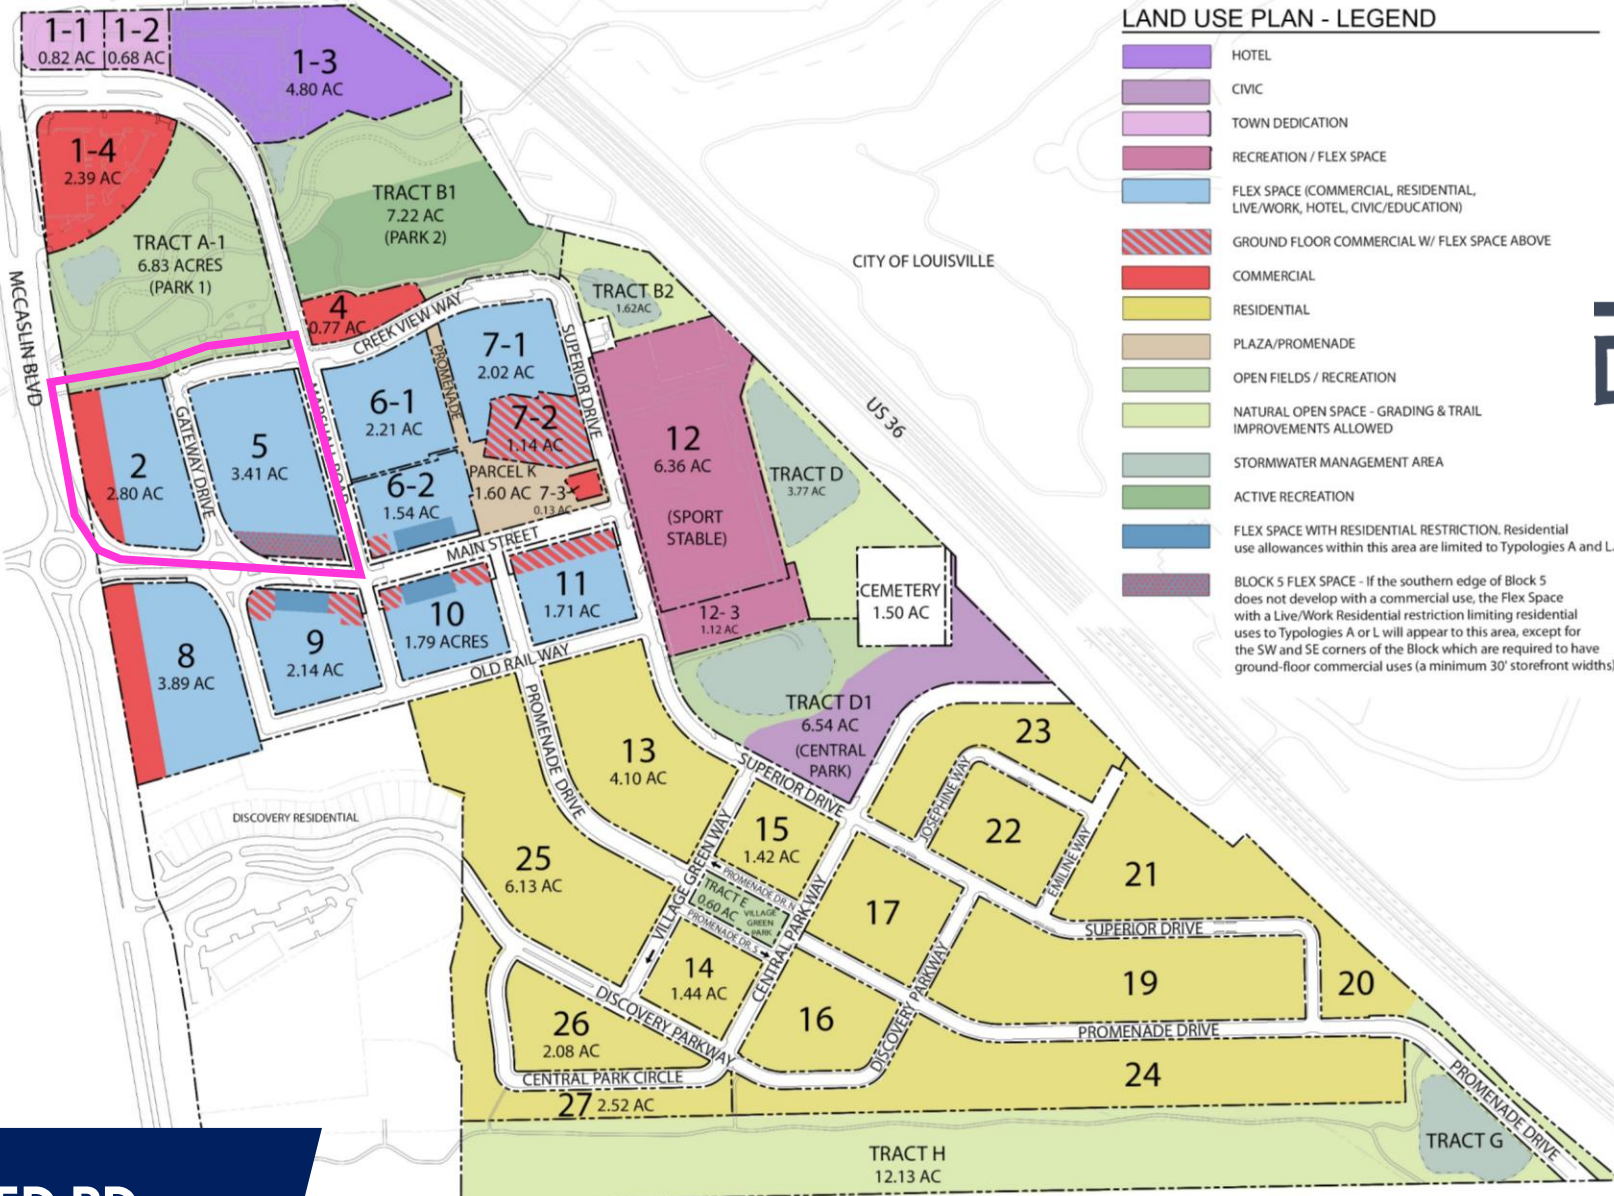 1-1
0.82 AC
1-2
0.68 AC
1-3
4.80 AC
1-4
2.39 AC
TRACT A-1
6.83 ACRES
(PARK 1)
TRACT B1
7.22 AC
(PARK 2)
4
0.77 AC
CREEK VIEW WAY
MCCASLIN BLVD
TRACT B2
1.62AC
CITY OF LOUISVILLE
US 36
7-1
2.02 AC
SUPERIOR DRIVE
PROMENADE
6-1
2.21 AC
7-2
1.14 AC
2
2.80 AC
GATEWAY DRIVE
5
3.41 AC
6-2
1.54 AC
PARCEL K
1.60 AC
7-3
0.13 AC
12
6.36 AC
(SPORT
STABLE)
TRACT D
3.77 AC
MAIN STREET
11
1.71 AC
12- 3
1.12 AC
CEMETERY
1.50 AC
8
3.89 AC
9
2.14 AC
10
1.79 ACRES
OLD RAIL WAY
TRACT D1
6.54 AC
(CENTRAL
PARK)
PROMENADE DRIVE
13
4.10 AC
SUPERIOR DRIVE
23
JOSEPHINE WAY
22
EMILINE WAY
21
DISCOVERY RESIDENTIAL
25
6.13 AC
VILLAGE GREEN WAY
15
1.42 AC
PROMENADE DR. N.
TRACT E
0.60 AC
VILLAGE
GREEN
PARK
PROMENADE DR. S.
CENTRAL PARKWAY
17
DISCOVERY PARKWAY
SUPERIOR DRIVE
19
20
14
1.44 AC
16
DISCOVERY PARKWAY
26
2.08 AC
CENTRAL PARK CIRCLE
27 2.52 AC
PROMENADE DRIVE
24
PROMENADE DRIVE
TRACT G
TRACT H
12.13 AC
LAND USE PLAN - LEGEND
HOTEL
CIVIC
TOWN DEDICATION
RECREATION / FLEX SPACE
FLEX SPACE (COMMERCIAL, RESIDENTIAL,
LIVE/WORK, HOTEL, CIVIC/EDUCATION)
GROUND FLOOR COMMERCIAL W/ FLEX SPACE ABOVE
COMMERCIAL
RESIDENTIAL
PLAZA/PROMENADE
OPEN FIELDS / RECREATION
NATURAL OPEN SPACE - GRADING & TRAIL
IMPROVEMENTS ALLOWED
STORMWATER MANAGEMENT AREA
ACTIVE RECREATION
FLEX SPACE WITH RESIDENTIAL RESTRICTION. Residential
use allowances within this area are limited to Typologies A and L.
BLOCK 5 FLEX SPACE - If the southern edge of Block 5
does not develop with a commercial use, the Flex Space
with a Live/Work Residential restriction limiting residential
uses to Typologies A or L will appear to this area, except for
the SW and SE corners of the Block which are required to have
ground-floor commercial uses (a minimum 30' storefront widths)